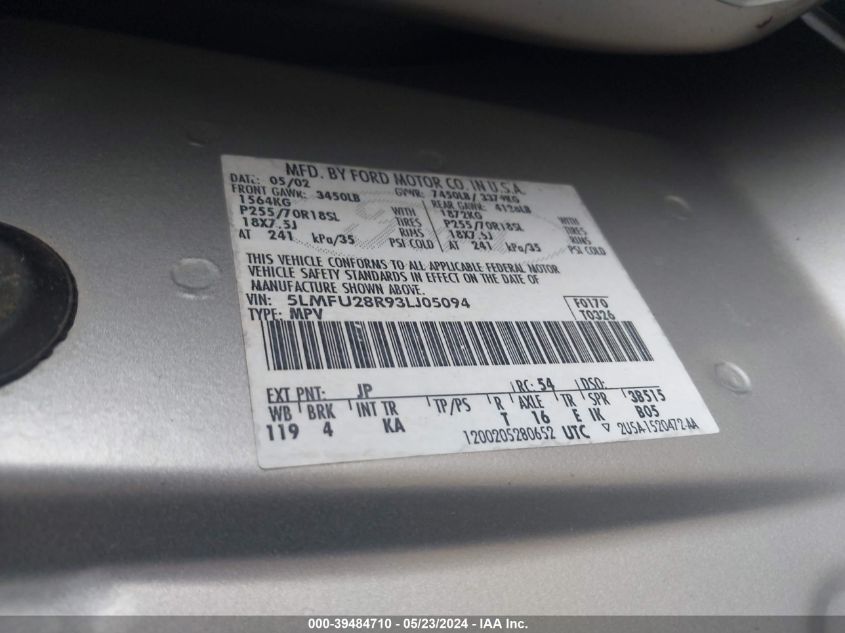 MFD. BY FORD MOTOR CO. IN U.S.A.
DATE: 05/02 GVWR: 7450LB/ 3379KG
FRONT GAWR: 3450LB REAR GAWR: 4128LB
1564KG WITH 1872KG WITH
P255/70R18SL TIRES P255/70R18SL TIRES
18X7.5J RIMS 18X7.5J RIMS
AT 241 kPa/35 PSI COLD AT 241 kPa/35 PSI COLD
THIS VEHICLE CONFORMS TO ALL APPLICABLE FEDERAL MOTOR
VEHICLE SAFETY STANDARDS IN EFFECT ON THE DATE OF
MANUFACTURE SHOWN ABOVE.
VIN: 5LMFU28R93LJ05094 F0176
TYPE: MPV T0326
EXT PNT: JP RC: 54 DSO:
WB BRK INT TR TP/PS R AXLE TR SPR 3B515
119 4 KA T 16 E IK B05
1200205280652 UTC ▽ 2U5A-1520472-AA
000-39484710 - 05/23/2024 - IAA Inc.